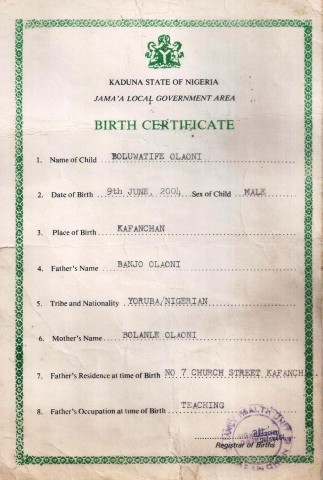 KADUNA STATE OF NIGERIA
JAMA'A LOCAL GOVERNMENT AREA
BIRTH CERTIFICATE
1. Name of Child BOLUWATIFE OLAONI
2. Date of Birth 9th JUNE, 2004 Sex of Child MALE
3. Place of Birth KAFANCHAN
4. Father's Name BANJO OLAONI
5. Tribe and Nationality YORUBA/NIGERIAN
6. Mother's Name BOLANLE OLAONI
7. Father's Residence at time of Birth NO 7 CHURCH STREET KAFANCH
8. Father's Occupation at time of Birth TEACHING
Registrar of Births